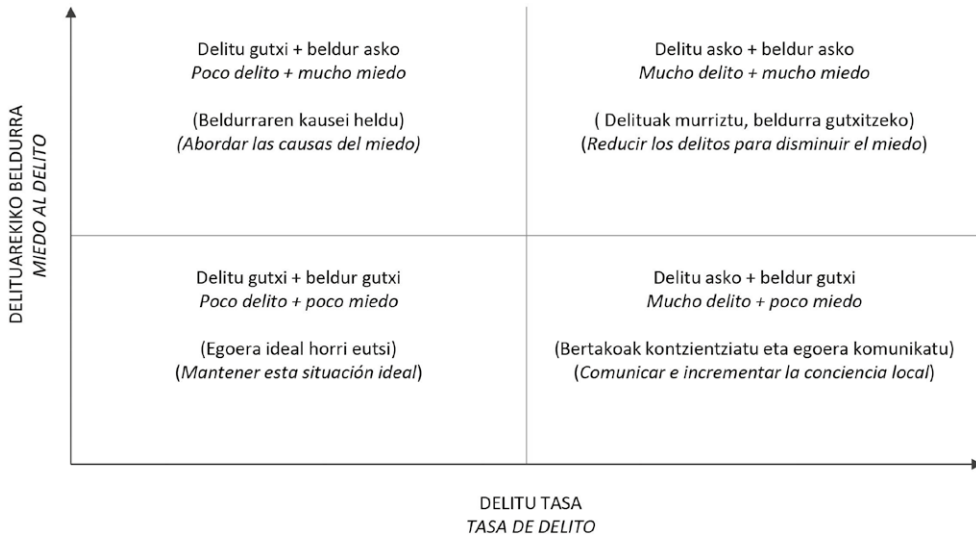 DELITUAREKIKO BELDURRA
MIEDO AL DELITO
Delitu gutxi + beldur asko
Poco delito + mucho miedo
(Beldurraren kausei heldu)
(Abordar las causas del miedo)
Delitu asko + beldur asko
Mucho delito + mucho miedo
( Delituak murriztu, beldurra gutxitzeko)
(Reducir los delitos para disminuir el miedo)
Delitu gutxi + beldur gutxi
Poco delito + poco miedo
(Egoera ideal horri eutsi)
(Mantener esta situación ideal)
Delitu asko + beldur gutxi
Mucho delito + poco miedo
(Bertakoak kontzientziatu eta egoera komunikatu)
(Comunicar e incrementar la conciencia local)
DELITU TASA
TASA DE DELITO